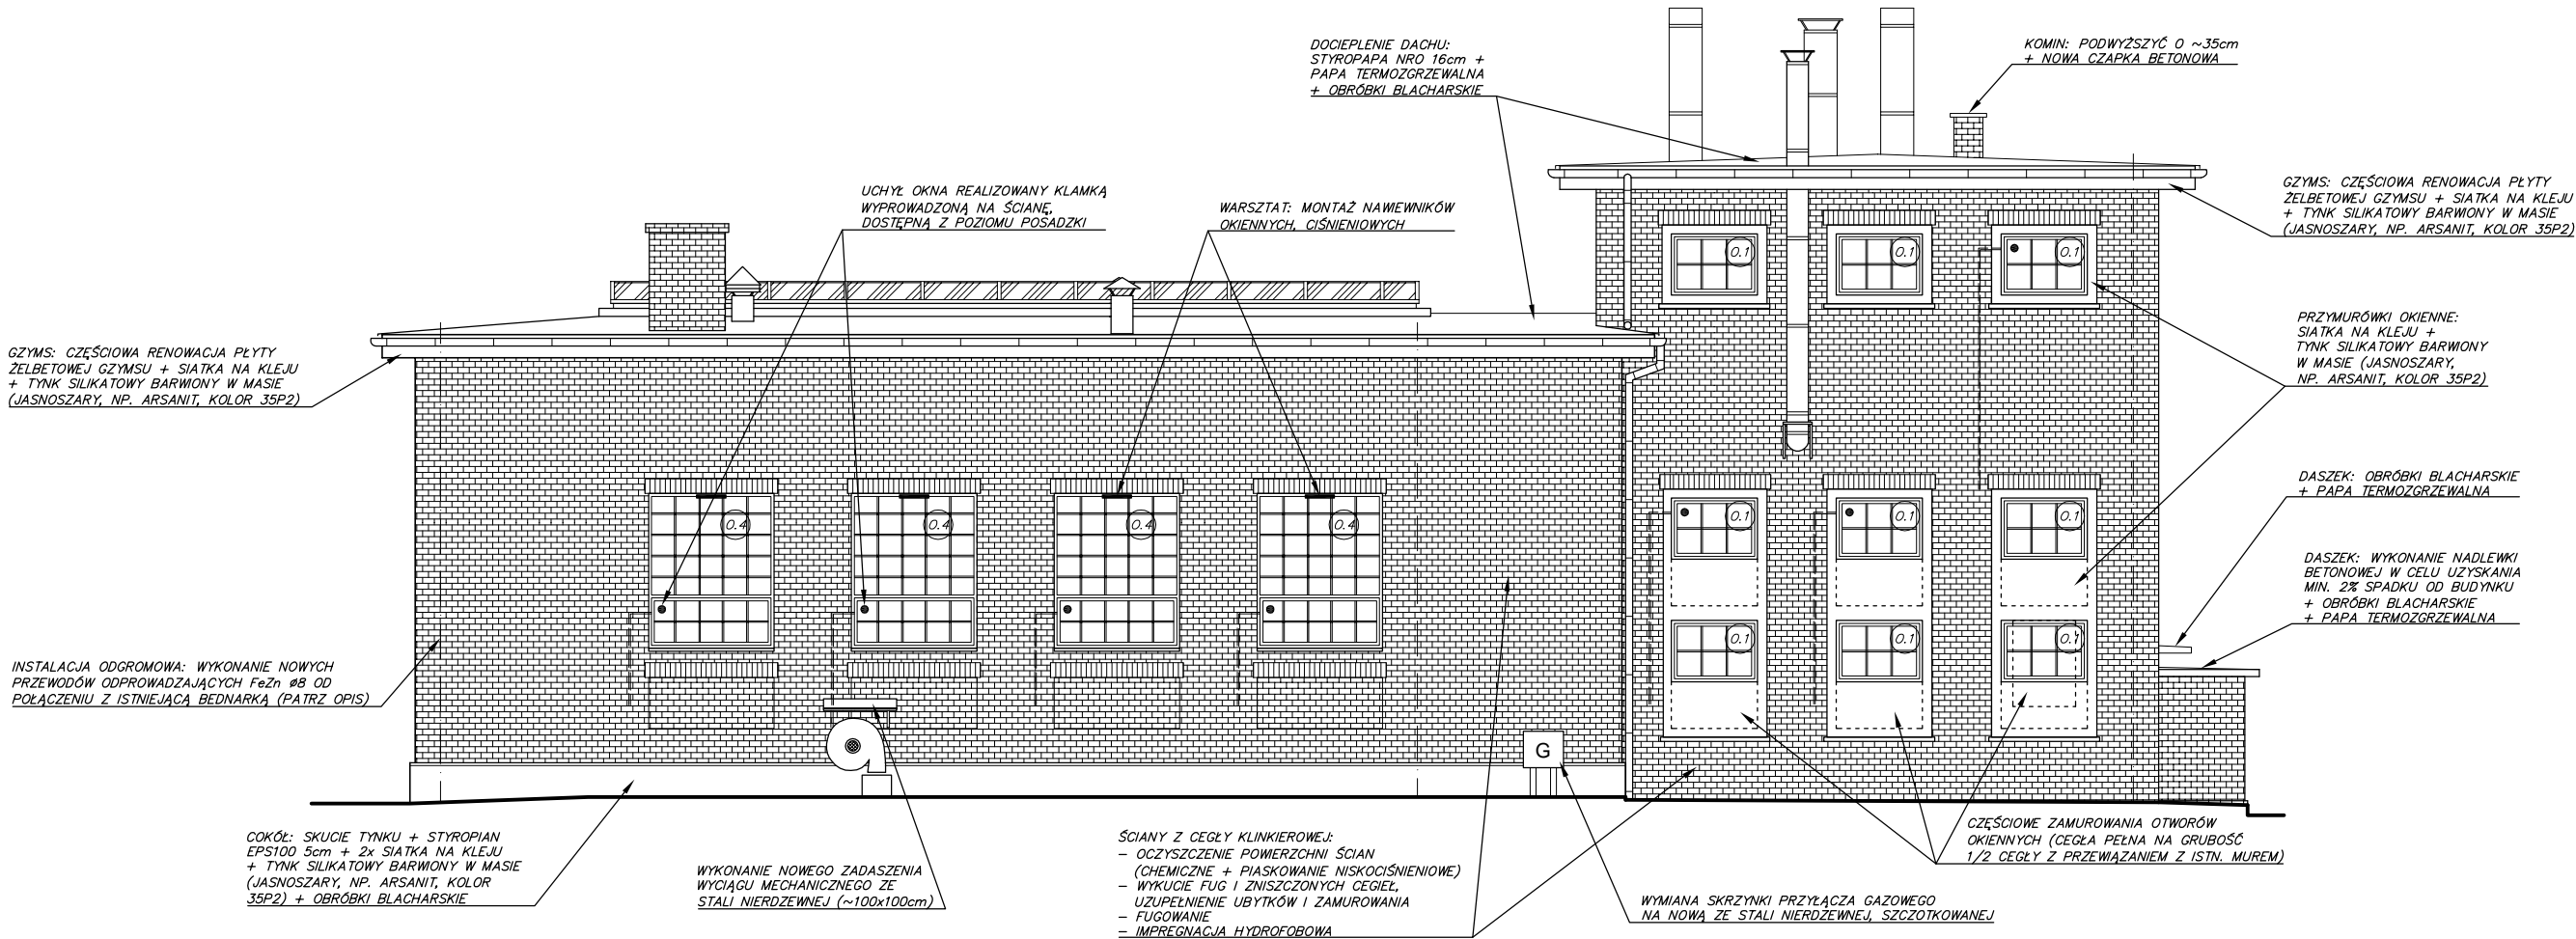 DOCIEPLENIE DACHU:
STYROPAPA NRO 16cm +
PAPA TERMOZGRZEWALNA
+ OBRÓBKI BLACHARSKIE
KOMIN: PODWYŻSZYĆ O ~35cm
+ NOWA CZAPKA BETONOWA
UCHYŁ OKNA REALIZOWANY KLAMKĄ
WYPROWADZONĄ NA ŚCIANĘ,
DOSTĘPNĄ Z POZIOMU POSADZKI
WARSZTAT: MONTAŻ NAWIEWNIKÓW
OKIENNYCH, CIŚNIENIOWYCH
GZYMS: CZĘŚCIOWA RENOWACJA PŁYTY
ŻELBETOWEJ GZYMSU + SIATKA NA KLEJU
+ TYNK SILIKATOWY BARWIONY W MASIE
(JASNOSZARY, NP. ARSANIT, KOLOR 35P2)
0.1
0.1
0.1
PRZYMURÓWKI OKIENNE:
SIATKA NA KLEJU +
TYNK SILIKATOWY BARWIONY
W MASIE (JASNOSZARY,
NP. ARSANIT, KOLOR 35P2)
GZYMS: CZĘŚCIOWA RENOWACJA PŁYTY
ŻELBETOWEJ GZYMSU + SIATKA NA KLEJU
+ TYNK SILIKATOWY BARWIONY W MASIE
(JASNOSZARY, NP. ARSANIT, KOLOR 35P2)
DASZEK: OBRÓBKI BLACHARSKIE
+ PAPA TERMOZGRZEWALNA
0.4
0.4
0.4
0.4
0.1
0.1
0.1
DASZEK: WYKONANIE NADLEWKI
BETONOWEJ W CELU UZYSKANIA
MIN. 2% SPADKU OD BUDYNKU
+ OBRÓBKI BLACHARSKIE
+ PAPA TERMOZGRZEWALNA
0.1
0.1
0.1
INSTALACJA ODGROMOWA: WYKONANIE NOWYCH
PRZEWODÓW ODPROWADZAJĄCYCH FeZn ø8 OD
POŁĄCZENIU Z ISTNIEJĄCĄ BEDNARKĄ (PATRZ OPIS)
G
COKÓŁ: SKUCIE TYNKU + STYROPIAN
EPS100 5cm + 2x SIATKA NA KLEJU
+ TYNK SILIKATOWY BARWIONY W MASIE
(JASNOSZARY, NP. ARSANIT, KOLOR
35P2) + OBRÓBKI BLACHARSKIE
WYKONANIE NOWEGO ZADASZENIA
WYCIĄGU MECHANICZNEGO ZE
STALI NIERDZEWNEJ (~100x100cm)
ŚCIANY Z CEGŁY KLINKIEROWEJ:
- OCZYSZCZENIE POWIERZCHNI ŚCIAN
(CHEMICZNE + PIASKOWANIE NISKOCIŚNIENIOWE)
- WYKUCIE FUG I ZNISZCZONYCH CEGIEŁ,
UZUPEŁNIENIE UBYTKÓW I ZAMUROWANIA
- FUGOWANIE
- IMPREGNACJA HYDROFOBOWA
CZĘŚCIOWE ZAMUROWANIA OTWORÓW
OKIENNYCH (CEGŁA PEŁNA NA GRUBOŚĆ
1/2 CEGŁY Z PRZEWIĄZANIEM Z ISTN. MUREM)
WYMIANA SKRZYNKI PRZYŁĄCZA GAZOWEGO
NA NOWĄ ZE STALI NIERDZEWNEJ, SZCZOTKOWANEJ